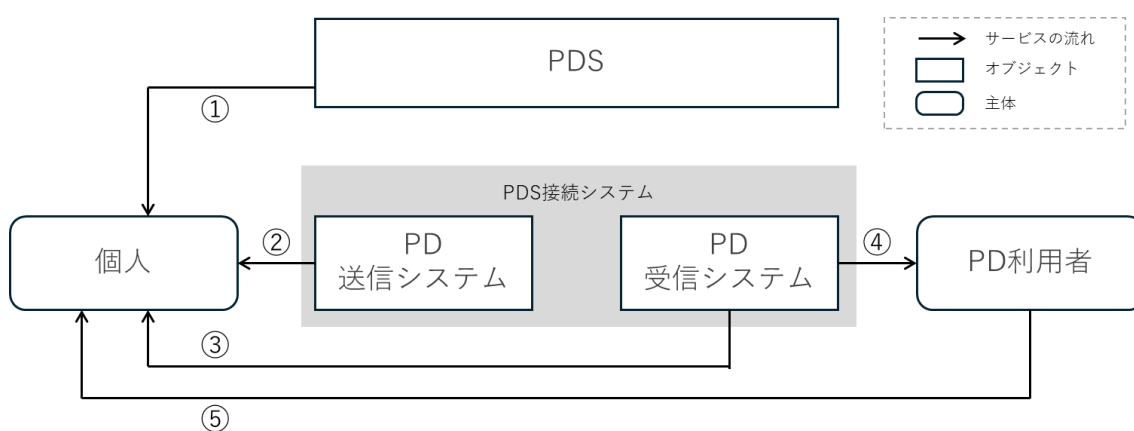 PDS
サービスの流れ
オブジェクト
主体
①
PDS接続システム
個人
②
PD
送信システム
PD
受信システム
④
PD利用者
③
⑤